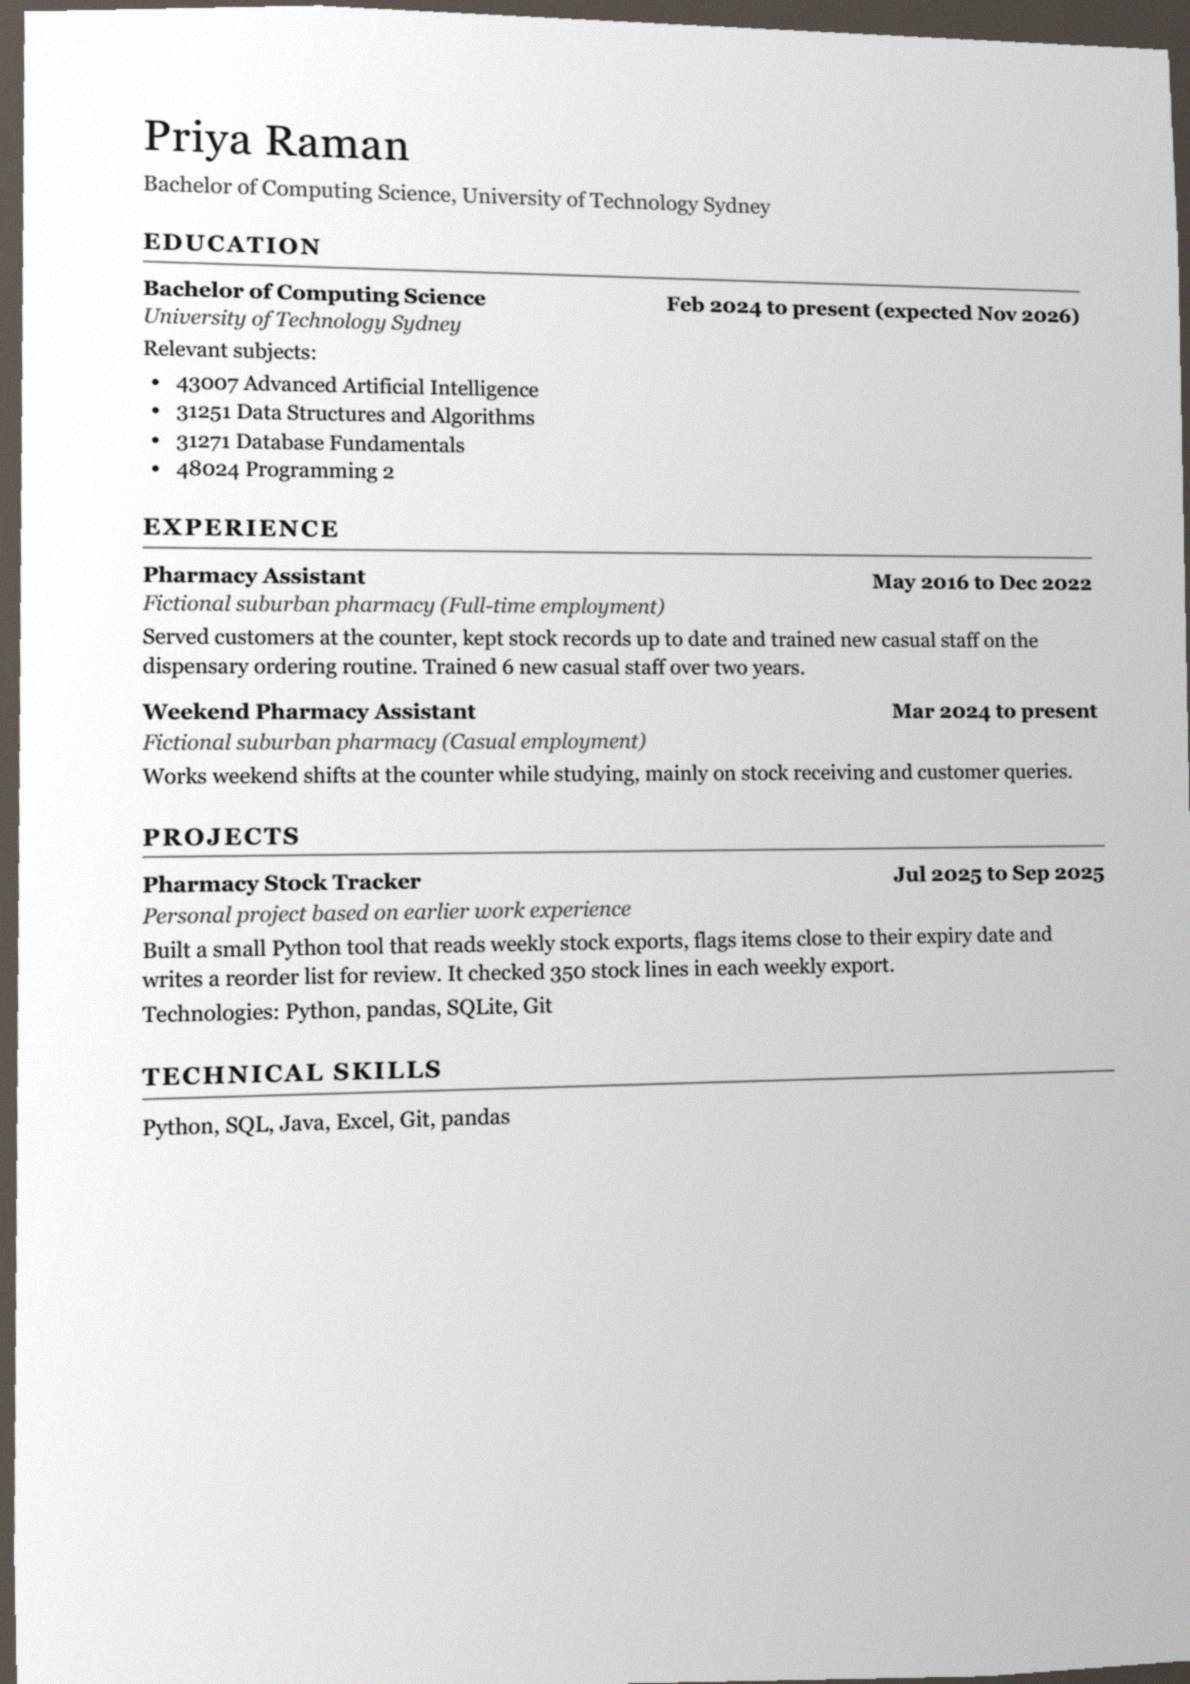 Priya Raman
Bachelor of Computing Science, University of Technology Sydney
EDUCATION
Bachelor of Computing Science Feb 2024 to present (expected Nov 2026)
University of Technology Sydney
Relevant subjects:
• 43007 Advanced Artificial Intelligence
• 31251 Data Structures and Algorithms
• 31271 Database Fundamentals
• 48024 Programming 2
EXPERIENCE
Pharmacy Assistant May 2016 to Dec 2022
Fictional suburban pharmacy (Full-time employment)
Served customers at the counter, kept stock records up to date and trained new casual staff on the
dispensary ordering routine. Trained 6 new casual staff over two years.
Weekend Pharmacy Assistant Mar 2024 to present
Fictional suburban pharmacy (Casual employment)
Works weekend shifts at the counter while studying, mainly on stock receiving and customer queries.
PROJECTS
Pharmacy Stock Tracker Jul 2025 to Sep 2025
Personal project based on earlier work experience
Built a small Python tool that reads weekly stock exports, flags items close to their expiry date and
writes a reorder list for review. It checked 350 stock lines in each weekly export.
Technologies: Python, pandas, SQLite, Git
TECHNICAL SKILLS
Python, SQL, Java, Excel, Git, pandas